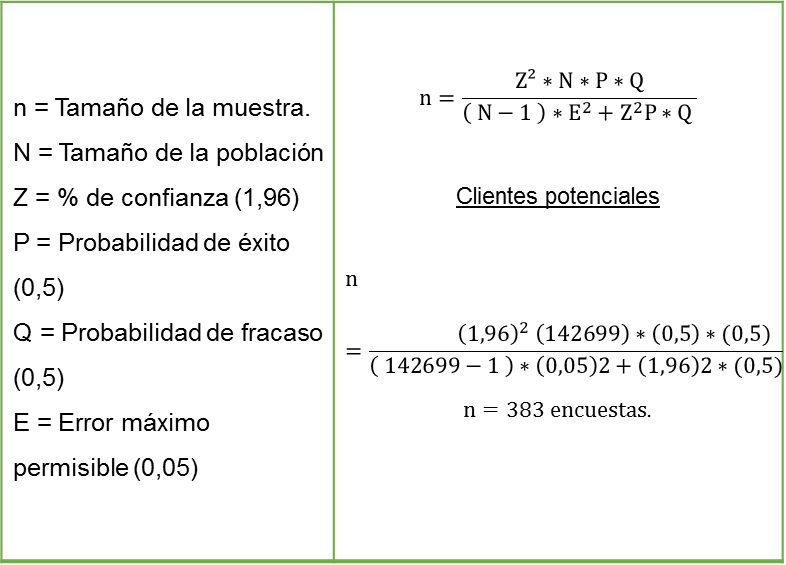 n = Tamaño de la muestra.
N = Tamaño de la población
Z = % de confianza (1,96)
P = Probabilidad de éxito
(0,5)
Q = Probabilidad de fracaso
(0,5)
E = Error máximo
permisible (0,05)
n = Z² ∗ N ∗ P ∗ Q / ( N − 1 ) ∗ E² + Z²P ∗ Q
Clientes potenciales
n
= (1,96)² (142699) ∗ (0,5) ∗ (0,5) / ( 142699 − 1 ) ∗ (0,05)2 + (1,96)2 ∗ (0,5)
n = 383 encuestas.